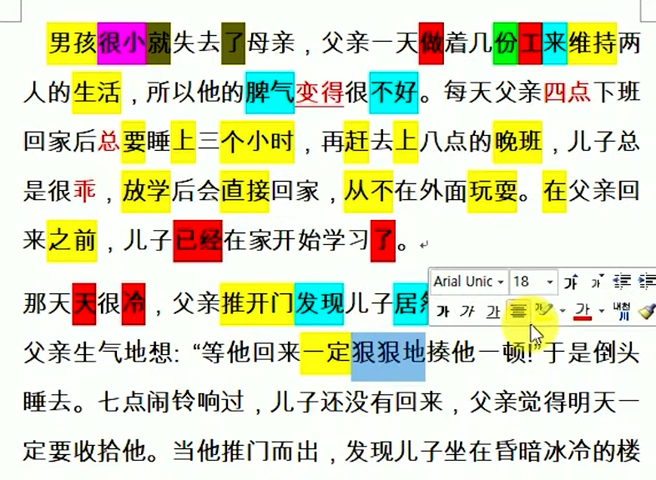 男孩很小就失去了母亲，父亲一天做着几份工来维持两
人的生活，所以他的脾气变得很不好。每天父亲四点下班
回家后总要睡上三个小时，再赶去上八点的晚班，儿子总
是很乖，放学后会直接回家，从不在外面玩耍。在父亲回
来之前，儿子已经在家开始学习了。
Arial Unic 18
那天天很冷，父亲推开门发现儿子居
父亲生气地想：“等他回来一定狠狠地揍他一顿!”于是倒头
睡去。七点闹铃响过，儿子还没有回来，父亲觉得明天一
定要收拾他。当他推门而出，发现儿子坐在昏暗冰冷的楼